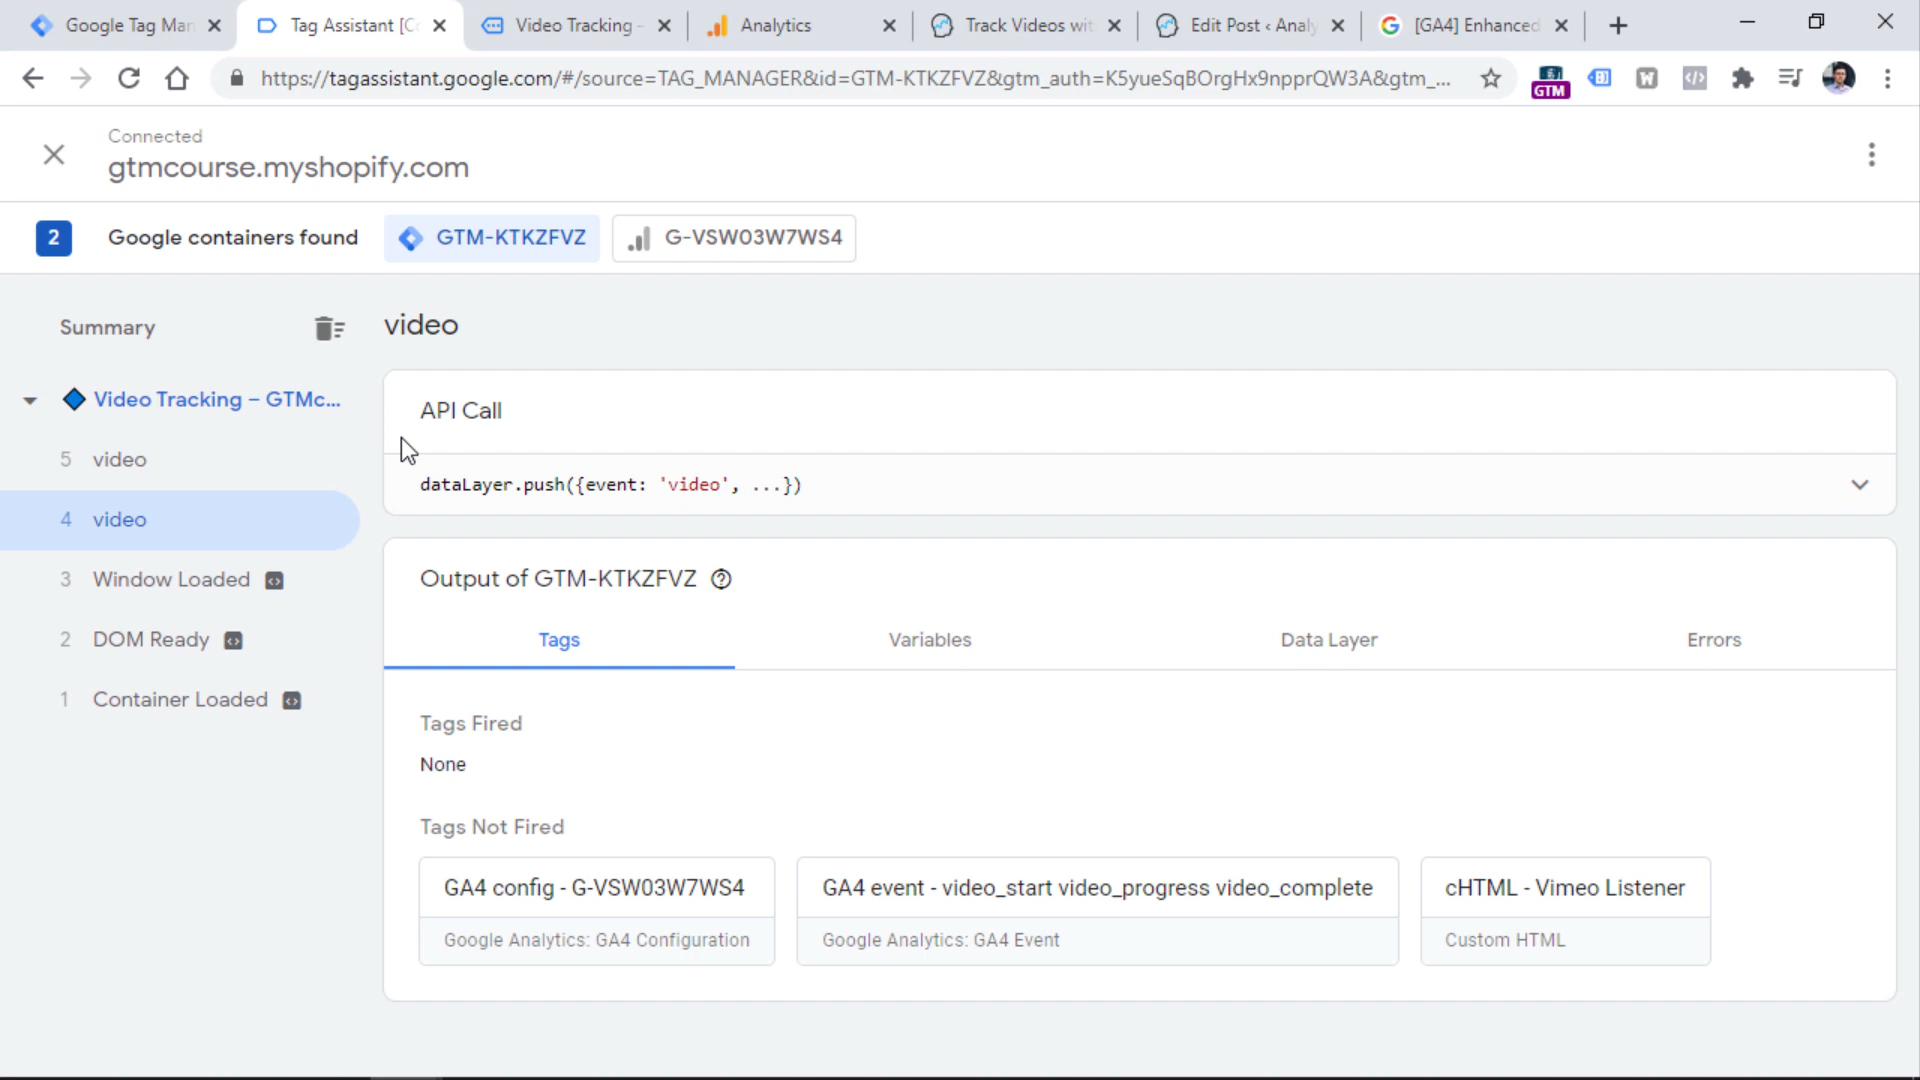 Google Tag Man
Tag Assistant [C
Video Tracking -
Analytics
Track Videos wit
Edit Post ‹ Analy
[GA4] Enhanced
https://tagassistant.google.com/#/source=TAG_MANAGER&id=GTM-KTKZFVZ&gtm_auth=K5yueSqBOrgHx9npprQW3A&gtm_...
GTM
Connected
gtmcourse.myshopify.com
2
Google containers found
GTM-KTKZFVZ
G-VSW03W7WS4
Summary
video
Video Tracking – GTMc...
5 video
4 video
3 Window Loaded
2 DOM Ready
1 Container Loaded
API Call
dataLayer.push({event: 'video', ...})
Output of GTM-KTKZFVZ
Tags
Variables
Data Layer
Errors
Tags Fired
None
Tags Not Fired
GA4 config - G-VSW03W7WS4
Google Analytics: GA4 Configuration
GA4 event - video_start video_progress video_complete
Google Analytics: GA4 Event
cHTML - Vimeo Listener
Custom HTML